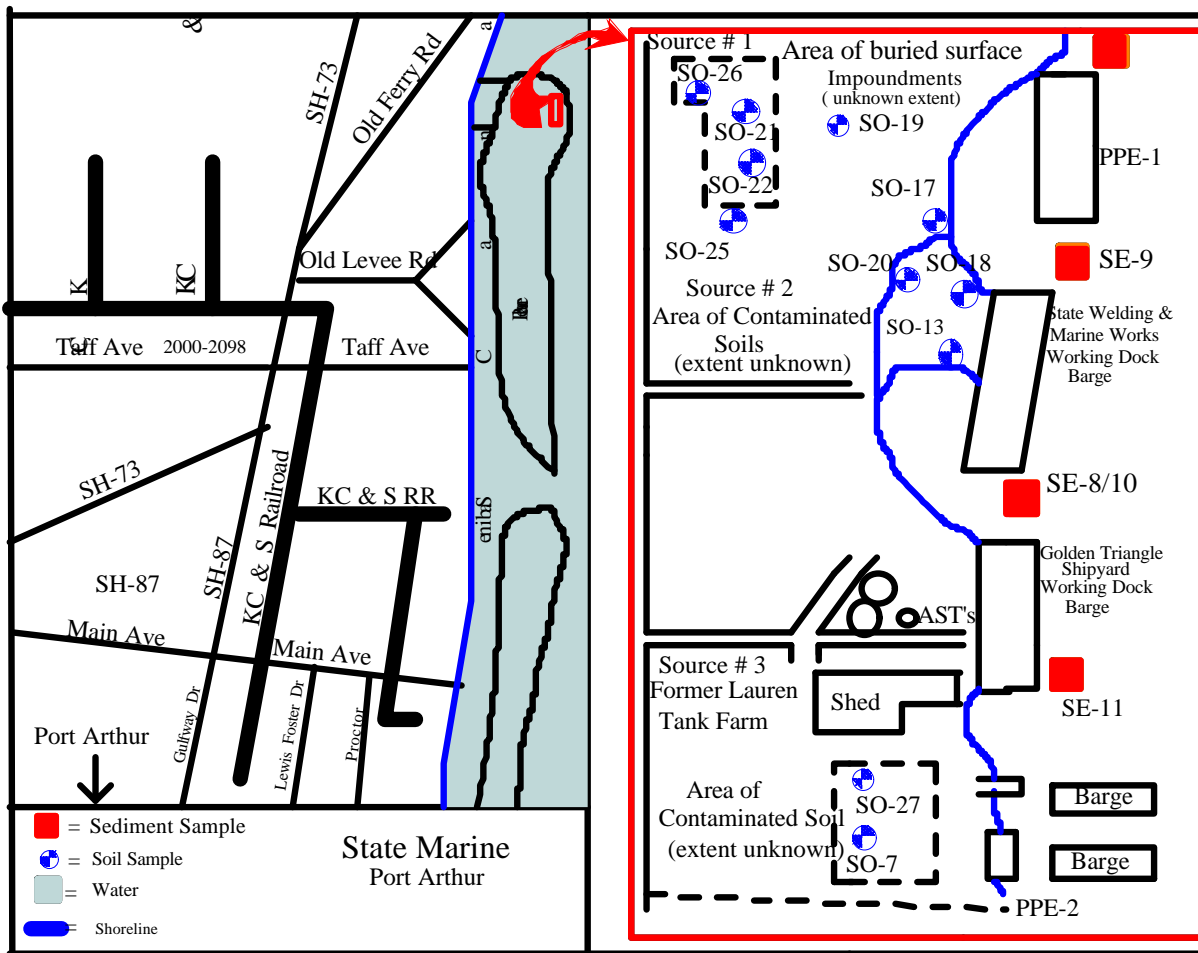 &
SH-73
Old Ferry Rd
a
n
a
C
Sabine
Old Levee Rd
K
KC
Taff Ave
2000-2098
Taff Ave
SH-73
KC & S Railroad
KC & S RR
SH-87
SH-87
Main Ave
Main Ave
Gulfway Dr
Lewis Foster Dr
Proctor
Port Arthur
= Sediment Sample
= Soil Sample
= Water
= Shoreline
State Marine
Port Arthur
Source # 1
Area of buried surface
Impoundments
( unknown extent)
SO-26
SO-21
SO-19
SO-22
SO-17
PPE-1
SO-25
SO-20
SO-18
SE-9
Source # 2
Area of Contaminated
Soils
(extent unknown)
SO-13
State Welding &
Marine Works
Working Dock
Barge
SE-8/10
Golden Triangle
Shipyard
Working Dock
Barge
AST's
Source # 3
Former Lauren
Tank Farm
Shed
SE-11
Area of
Contaminated Soil
(extent unknown)
SO-27
SO-7
Barge
Barge
PPE-2